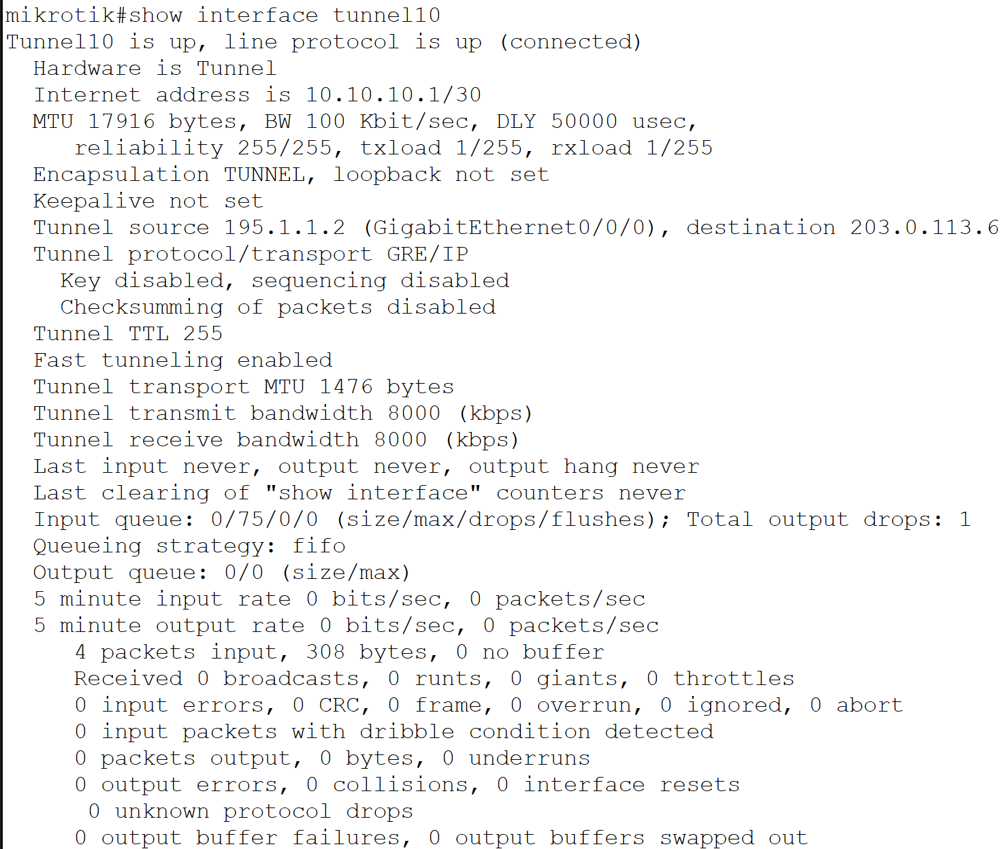 mikrotik#show interface tunnel10
Tunnel10 is up, line protocol is up (connected)
Hardware is Tunnel
Internet address is 10.10.10.1/30
MTU 17916 bytes, BW 100 Kbit/sec, DLY 50000 usec,
reliability 255/255, txload 1/255, rxload 1/255
Encapsulation TUNNEL, loopback not set
Keepalive not set
Tunnel source 195.1.1.2 (GigabitEthernet0/0/0), destination 203.0.113.6
Tunnel protocol/transport GRE/IP
Key disabled, sequencing disabled
Checksumming of packets disabled
Tunnel TTL 255
Fast tunneling enabled
Tunnel transport MTU 1476 bytes
Tunnel transmit bandwidth 8000 (kbps)
Tunnel receive bandwidth 8000 (kbps)
Last input never, output never, output hang never
Last clearing of "show interface" counters never
Input queue: 0/75/0/0 (size/max/drops/flushes); Total output drops: 1
Queueing strategy: fifo
Output queue: 0/0 (size/max)
5 minute input rate 0 bits/sec, 0 packets/sec
5 minute output rate 0 bits/sec, 0 packets/sec
4 packets input, 308 bytes, 0 no buffer
Received 0 broadcasts, 0 runts, 0 giants, 0 throttles
0 input errors, 0 CRC, 0 frame, 0 overrun, 0 ignored, 0 abort
0 input packets with dribble condition detected
0 packets output, 0 bytes, 0 underruns
0 output errors, 0 collisions, 0 interface resets
0 unknown protocol drops
0 output buffer failures, 0 output buffers swapped out